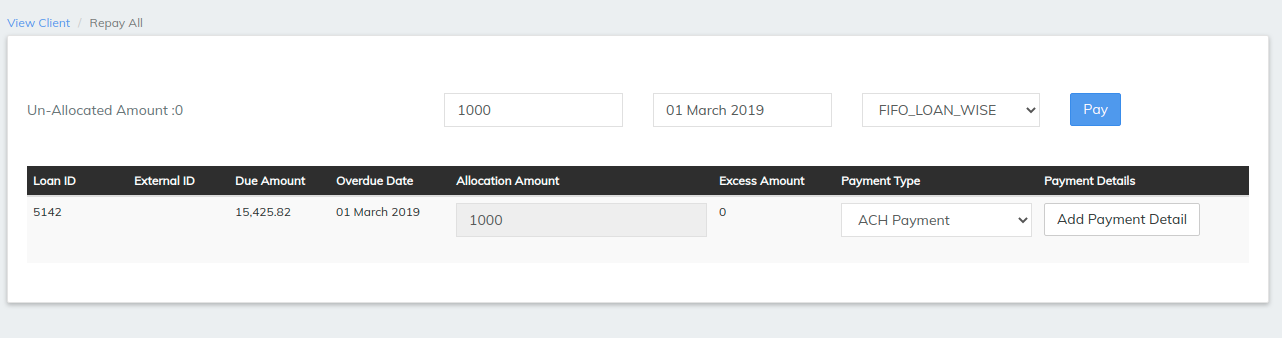 View Client / Repay All
Un-Allocated Amount :0 1000 01 March 2019 FIFO_LOAN_WISE Pay
Loan ID External ID Due Amount Overdue Date Allocation Amount Excess Amount Payment Type Payment Details
5142 15,425.82 01 March 2019 1000 0 ACH Payment Add Payment Detail